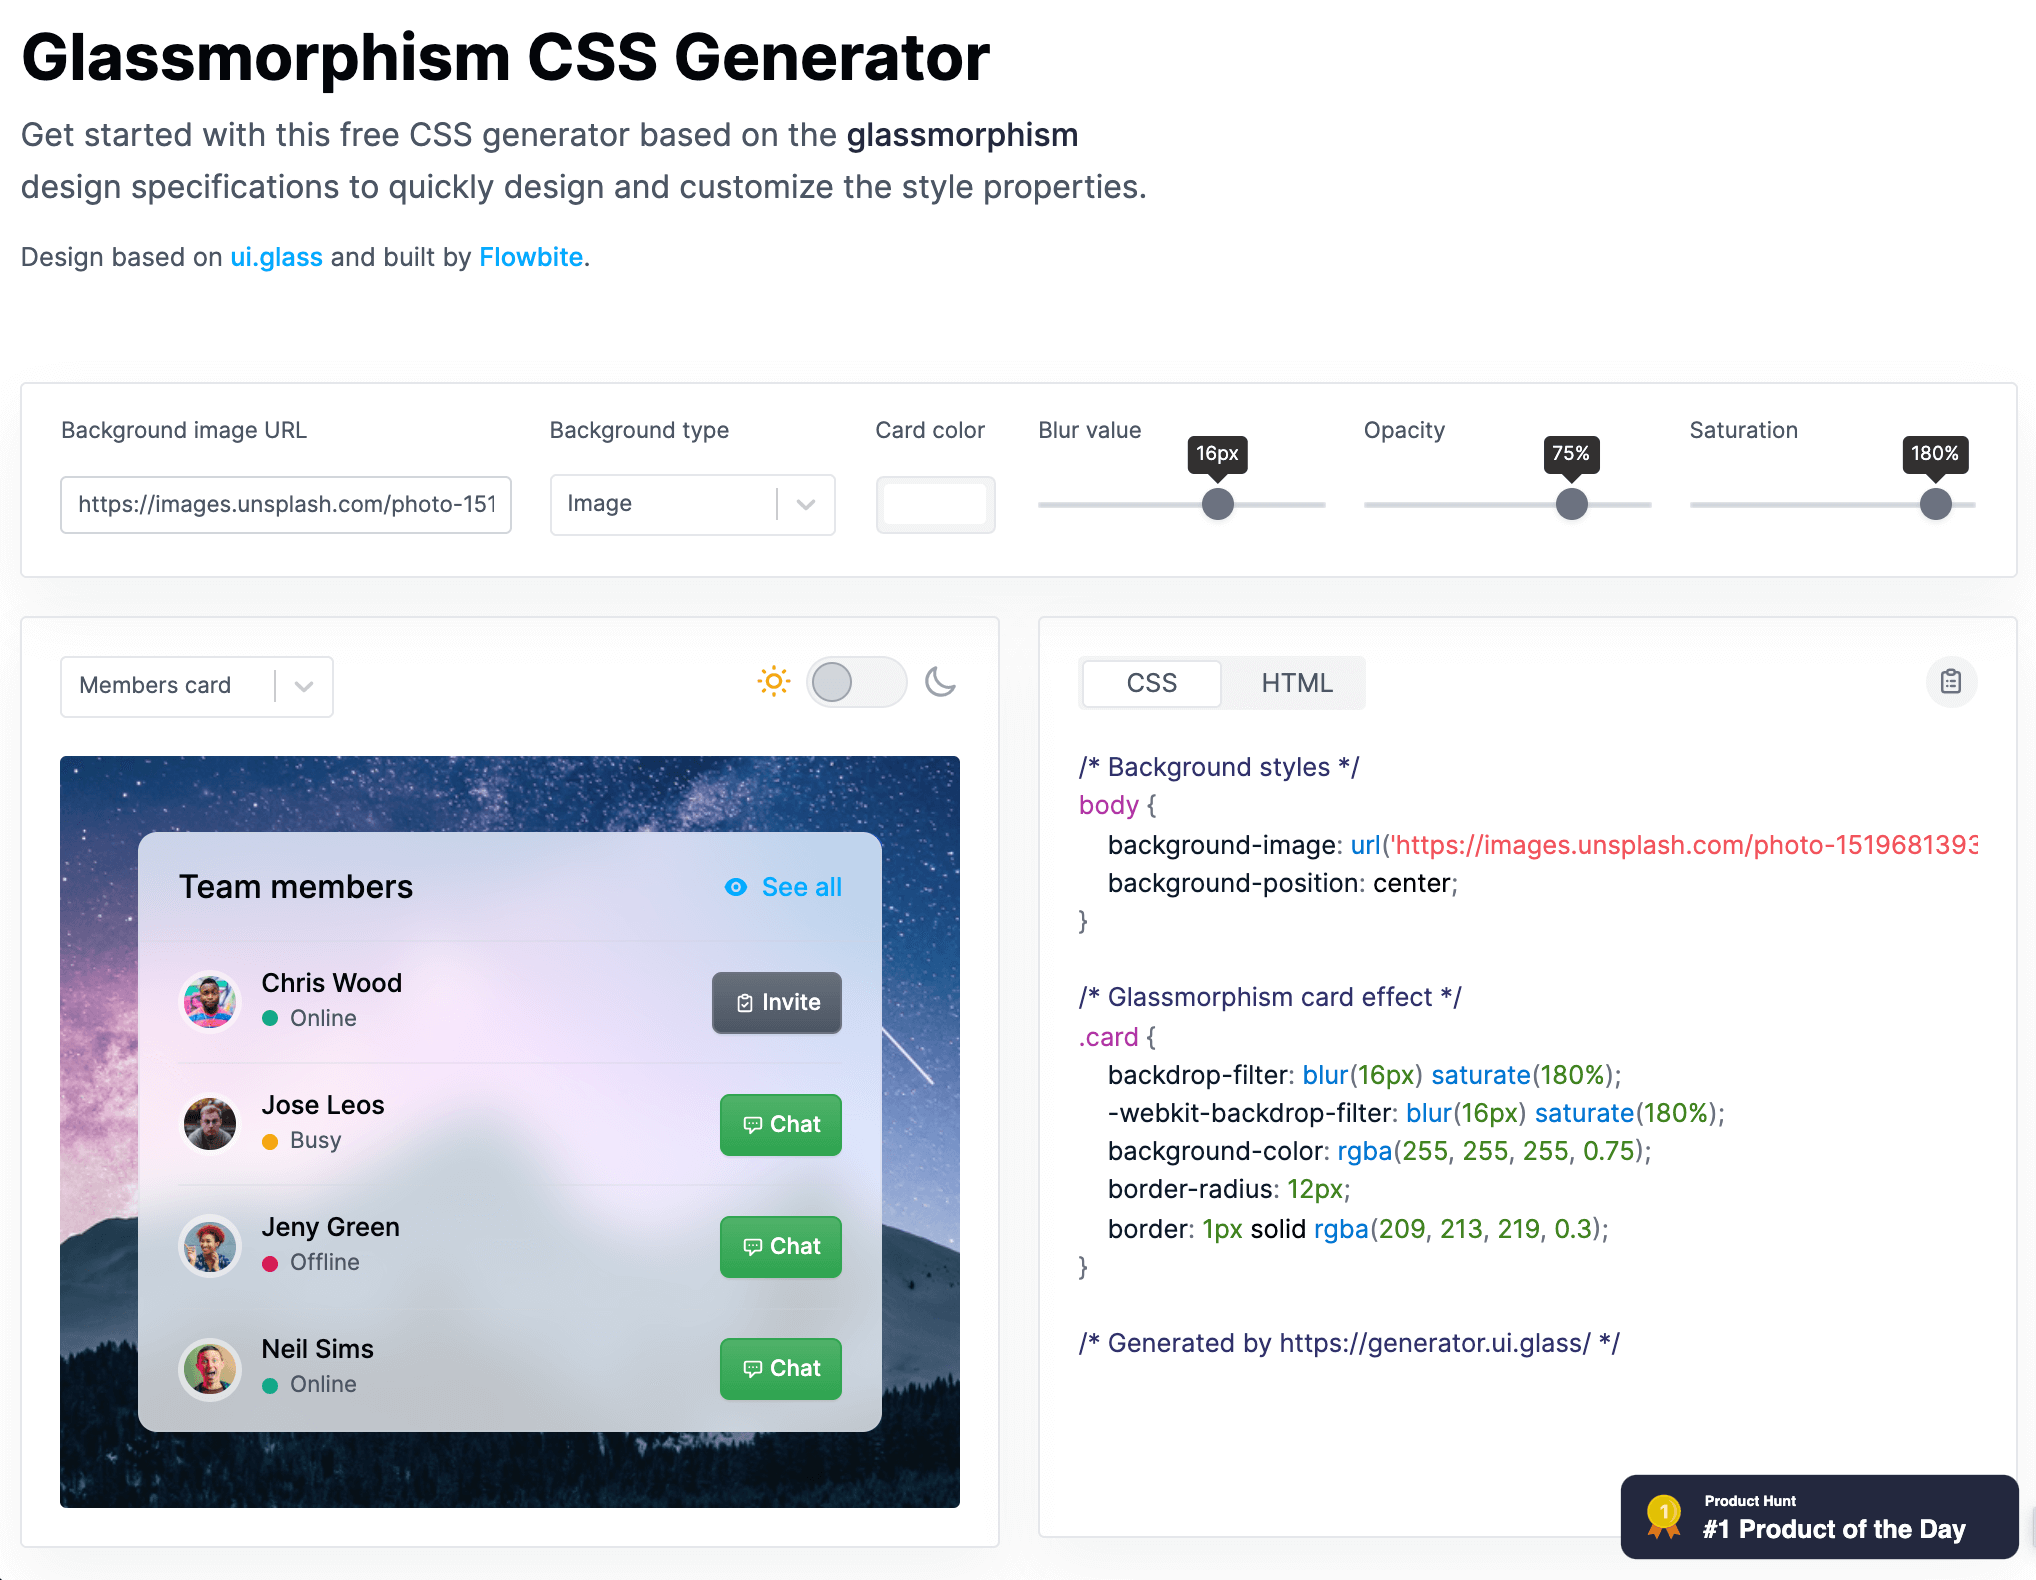 Glassmorphism CSS Generator
Get started with this free CSS generator based on the glassmorphism
design specifications to quickly design and customize the style properties.
Design based on ui.glass and built by Flowbite.
Background image URL
https://images.unsplash.com/photo-151
Background type
Image
Card color
Blur value
16px
Opacity
75%
Saturation
180%
Members card
Team members
See all
Chris Wood
Online
Invite
Jose Leos
Busy
Chat
Jeny Green
Offline
Chat
Neil Sims
Online
Chat
CSS
HTML
/* Background styles */
body {
background-image: url('https://images.unsplash.com/photo-1519681393
background-position: center;
}
/* Glassmorphism card effect */
.card {
backdrop-filter: blur(16px) saturate(180%);
-webkit-backdrop-filter: blur(16px) saturate(180%);
background-color: rgba(255, 255, 255, 0.75);
border-radius: 12px;
border: 1px solid rgba(209, 213, 219, 0.3);
}
/* Generated by https://generator.ui.glass/ */
1
Product Hunt
#1 Product of the Day